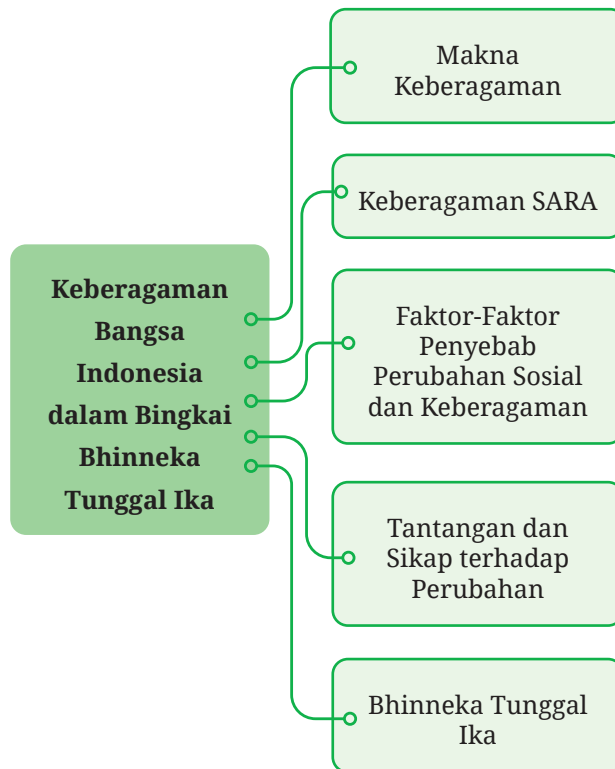 Keberagaman
Bangsa
Indonesia
dalam Bingkai
Bhinneka
Tunggal Ika
Makna
Keberagaman
Keberagaman SARA
Faktor-Faktor
Penyebab
Perubahan Sosial
dan Keberagaman
Tantangan dan
Sikap terhadap
Perubahan
Bhinneka Tunggal
Ika